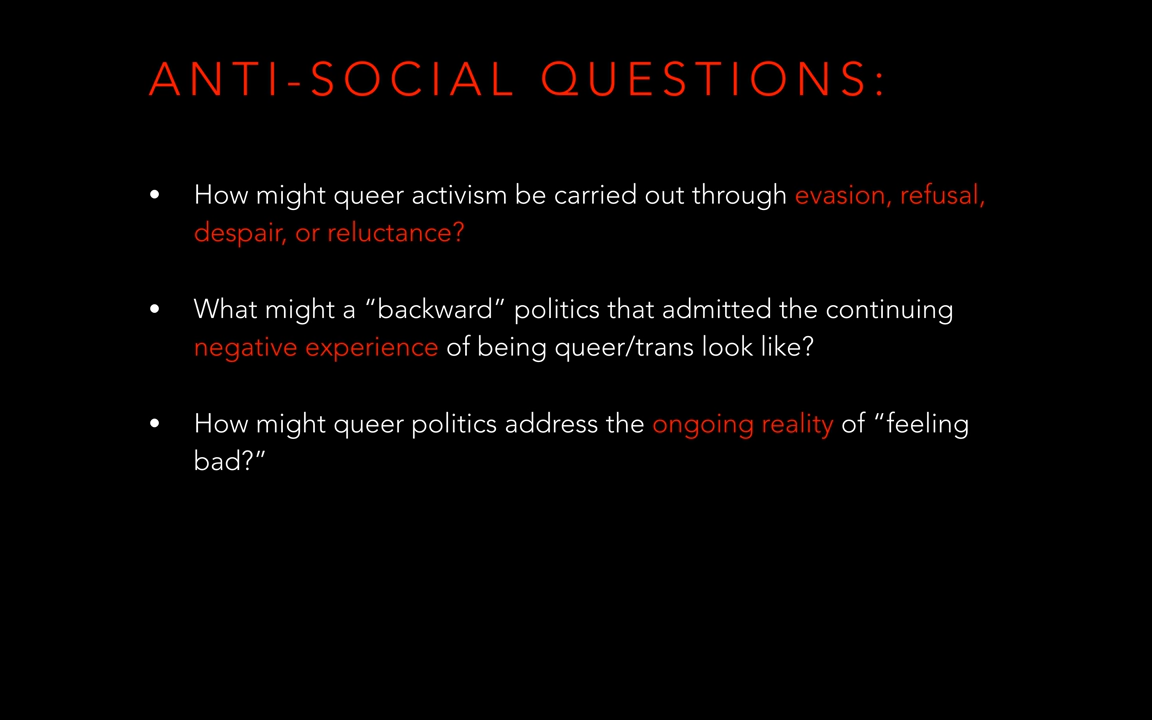 ANTI-SOCIAL QUESTIONS:
• How might queer activism be carried out through evasion, refusal,
despair, or reluctance?
• What might a “backward” politics that admitted the continuing
negative experience of being queer/trans look like?
• How might queer politics address the ongoing reality of “feeling
bad?”